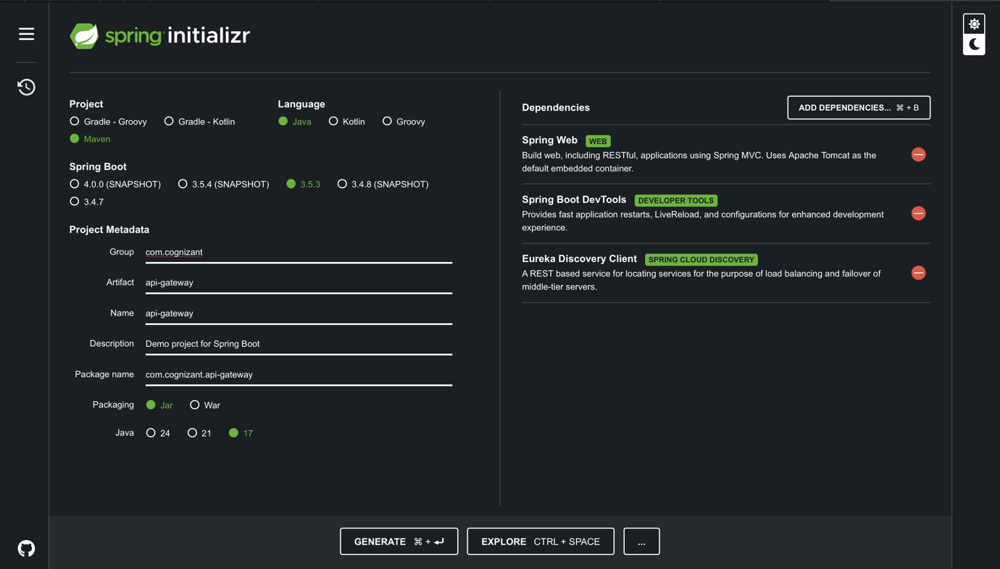 spring initializr
Project
Gradle - Groovy Gradle - Kotlin
Maven
Language
Java Kotlin Groovy
Spring Boot
4.0.0 (SNAPSHOT) 3.5.4 (SNAPSHOT) 3.5.3 3.4.8 (SNAPSHOT)
3.4.7
Project Metadata
Group com.cognizant
Artifact api-gateway
Name api-gateway
Description Demo project for Spring Boot
Package name com.cognizant.api-gateway
Packaging Jar War
Java 24 21 17
Dependencies ADD DEPENDENCIES... ⌘ + B
Spring Web WEB
Build web, including RESTful, applications using Spring MVC. Uses Apache Tomcat as the
default embedded container.
Spring Boot DevTools DEVELOPER TOOLS
Provides fast application restarts, LiveReload, and configurations for enhanced development
experience.
Eureka Discovery Client SPRING CLOUD DISCOVERY
A REST based service for locating services for the purpose of load balancing and failover of
middle-tier servers.
GENERATE ⌘ + ↵ EXPLORE CTRL + SPACE ...